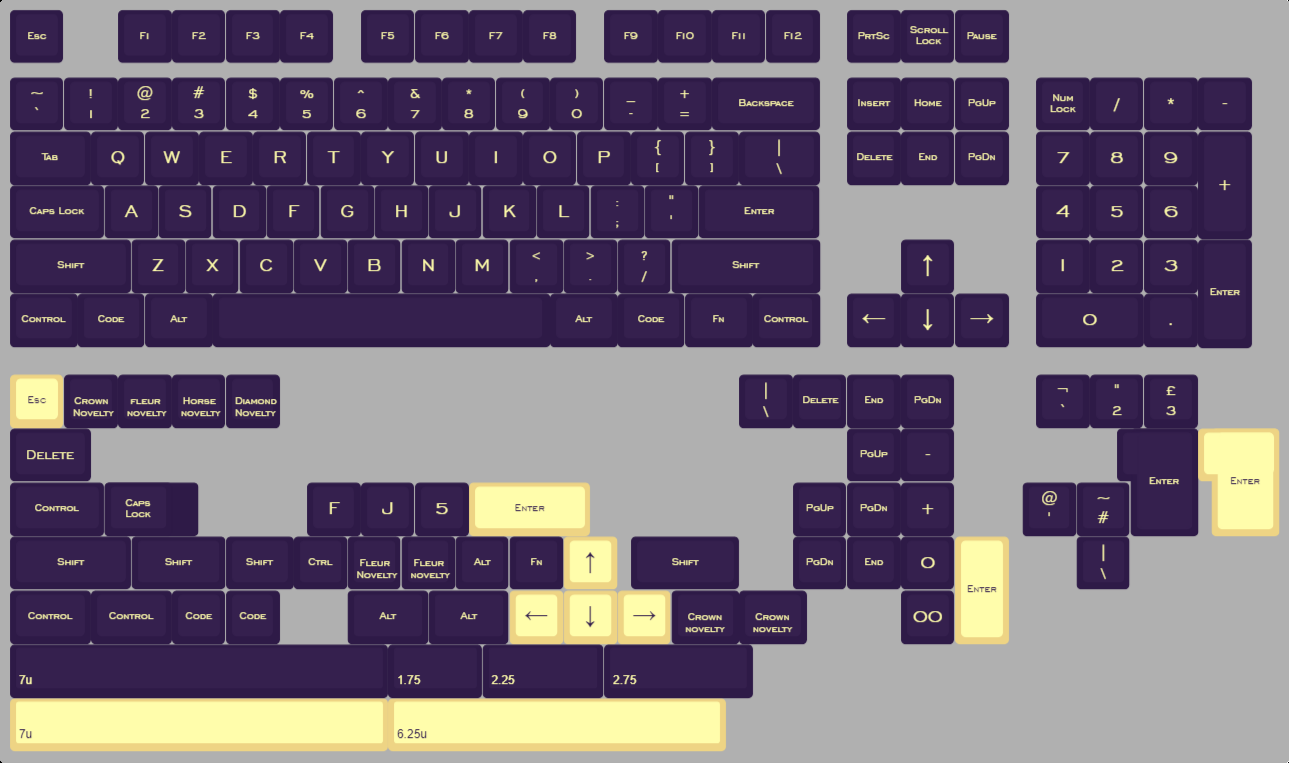 Esc F1 F2 F3 F4 F5 F6 F7 F8 F9 F10 F11 F12 PrtSc Scroll Lock Pause
~ ! @ # $ % ^ & * ( ) _ +
` 1 2 3 4 5 6 7 8 9 0 - = Backspace Insert Home PgUp Num Lock / * -
Tab Q W E R T Y U I O P { [ } ] | \ Delete End PgDn 7 8 9 +
Caps Lock A S D F G H J K L : ; " ' Enter 4 5 6
Shift Z X C V B N M < , > . ? / Shift ↑ 1 2 3 Enter
Control Code Alt Alt Code Fn Control ← ↓ → 0 .
Esc Crown Novelty fleur novelty Horse novelty Diamond Novelty | \ Delete End PgDn ¬ ` " 2 £ 3
Delete PgUp - Enter Enter
Control Caps Lock F J 5 Enter PgUp PgDn + @ ' ~ #
Shift Shift Shift Ctrl Fleur Novelty Fleur novelty Alt Fn ↑ Shift PgDn End 0 Enter | \
Control Control Code Code Alt Alt ← ↓ → Crown novelty Crown novelty 00
7u 1.75 2.25 2.75
7u 6.25u